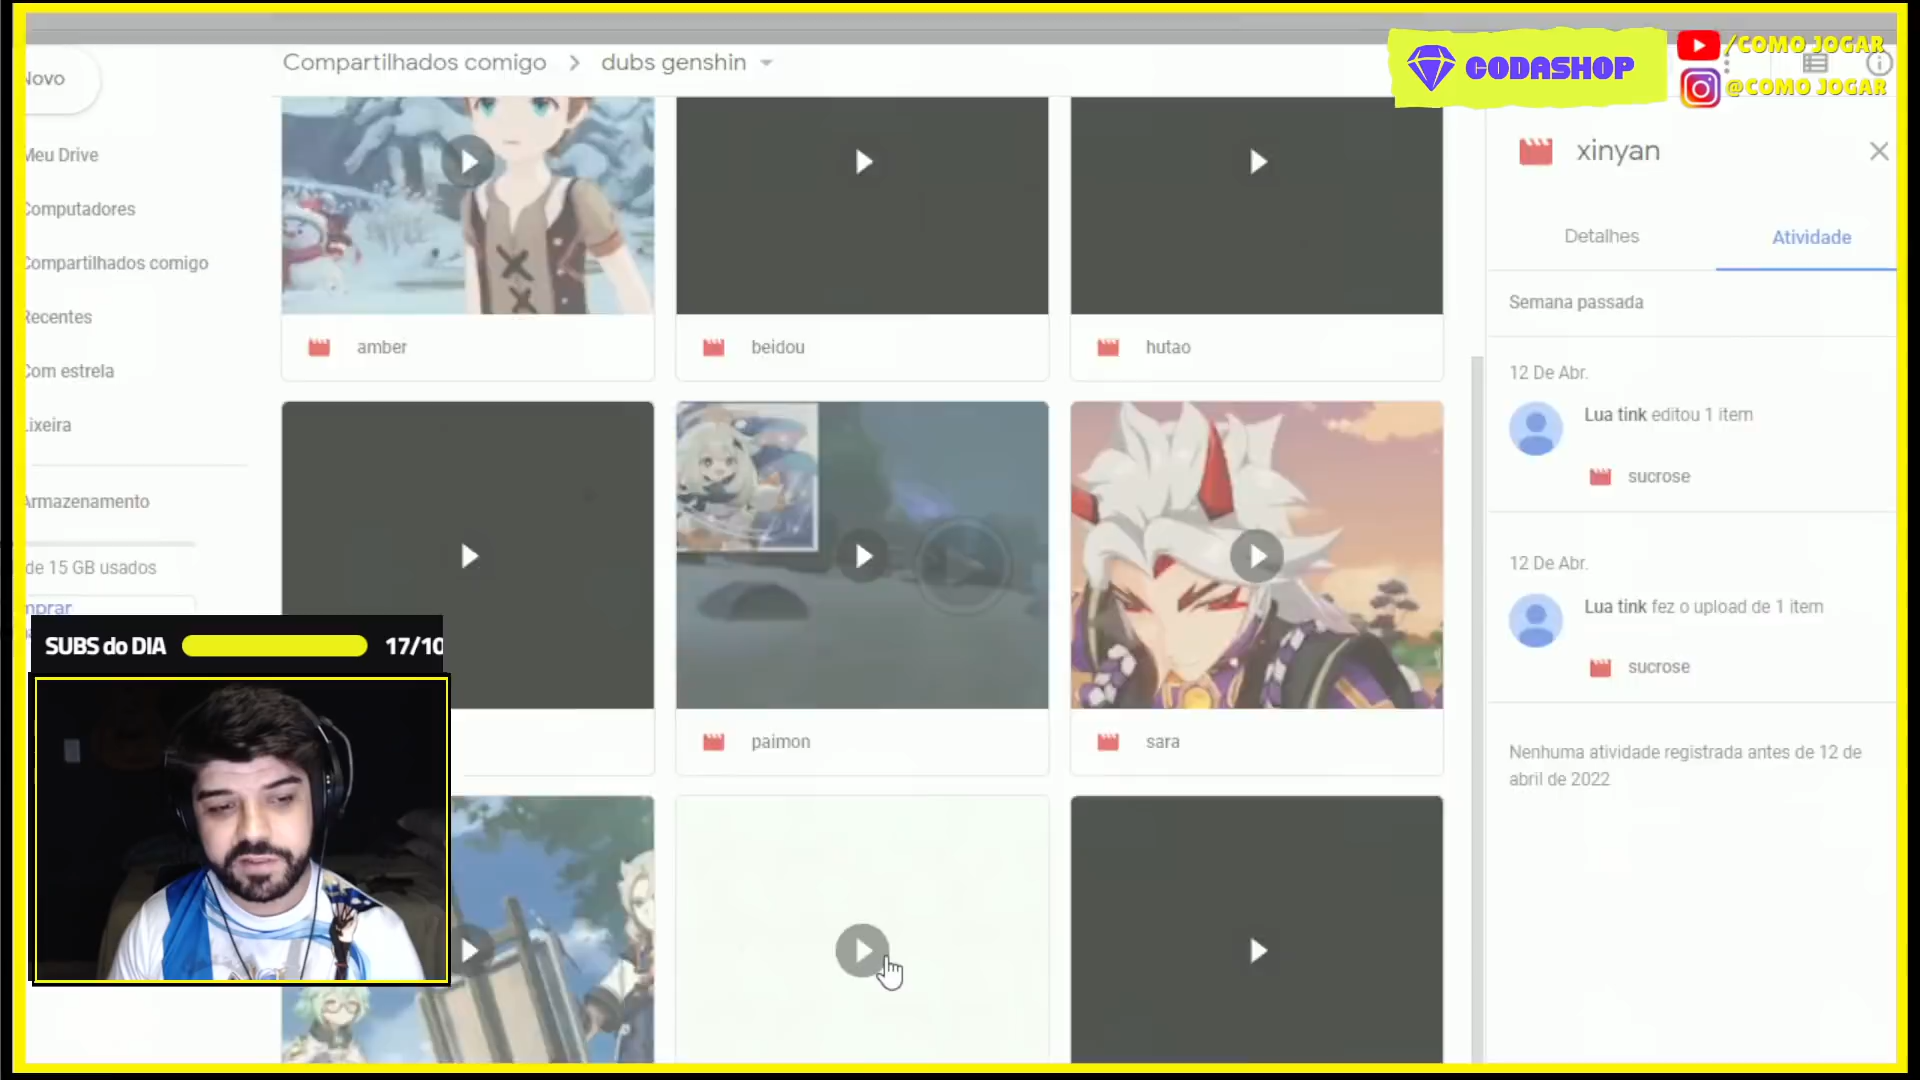 Compartilhados comigo > dubs genshin
CODASHOP
/COMO JOGAR
@COMO JOGAR
Novo
Meu Drive
Computadores
Compartilhados comigo
Recentes
Com estrela
Lixeira
Armazenamento
de 15 GB usados
mprar
amber
beidou
hutao
paimon
sara
xinyan
Detalhes
Atividade
Semana passada
12 De Abr.
Lua tink editou 1 item
sucrose
12 De Abr.
Lua tink fez o upload de 1 item
sucrose
Nenhuma atividade registrada antes de 12 de
abril de 2022
SUBS do DIA 17/10